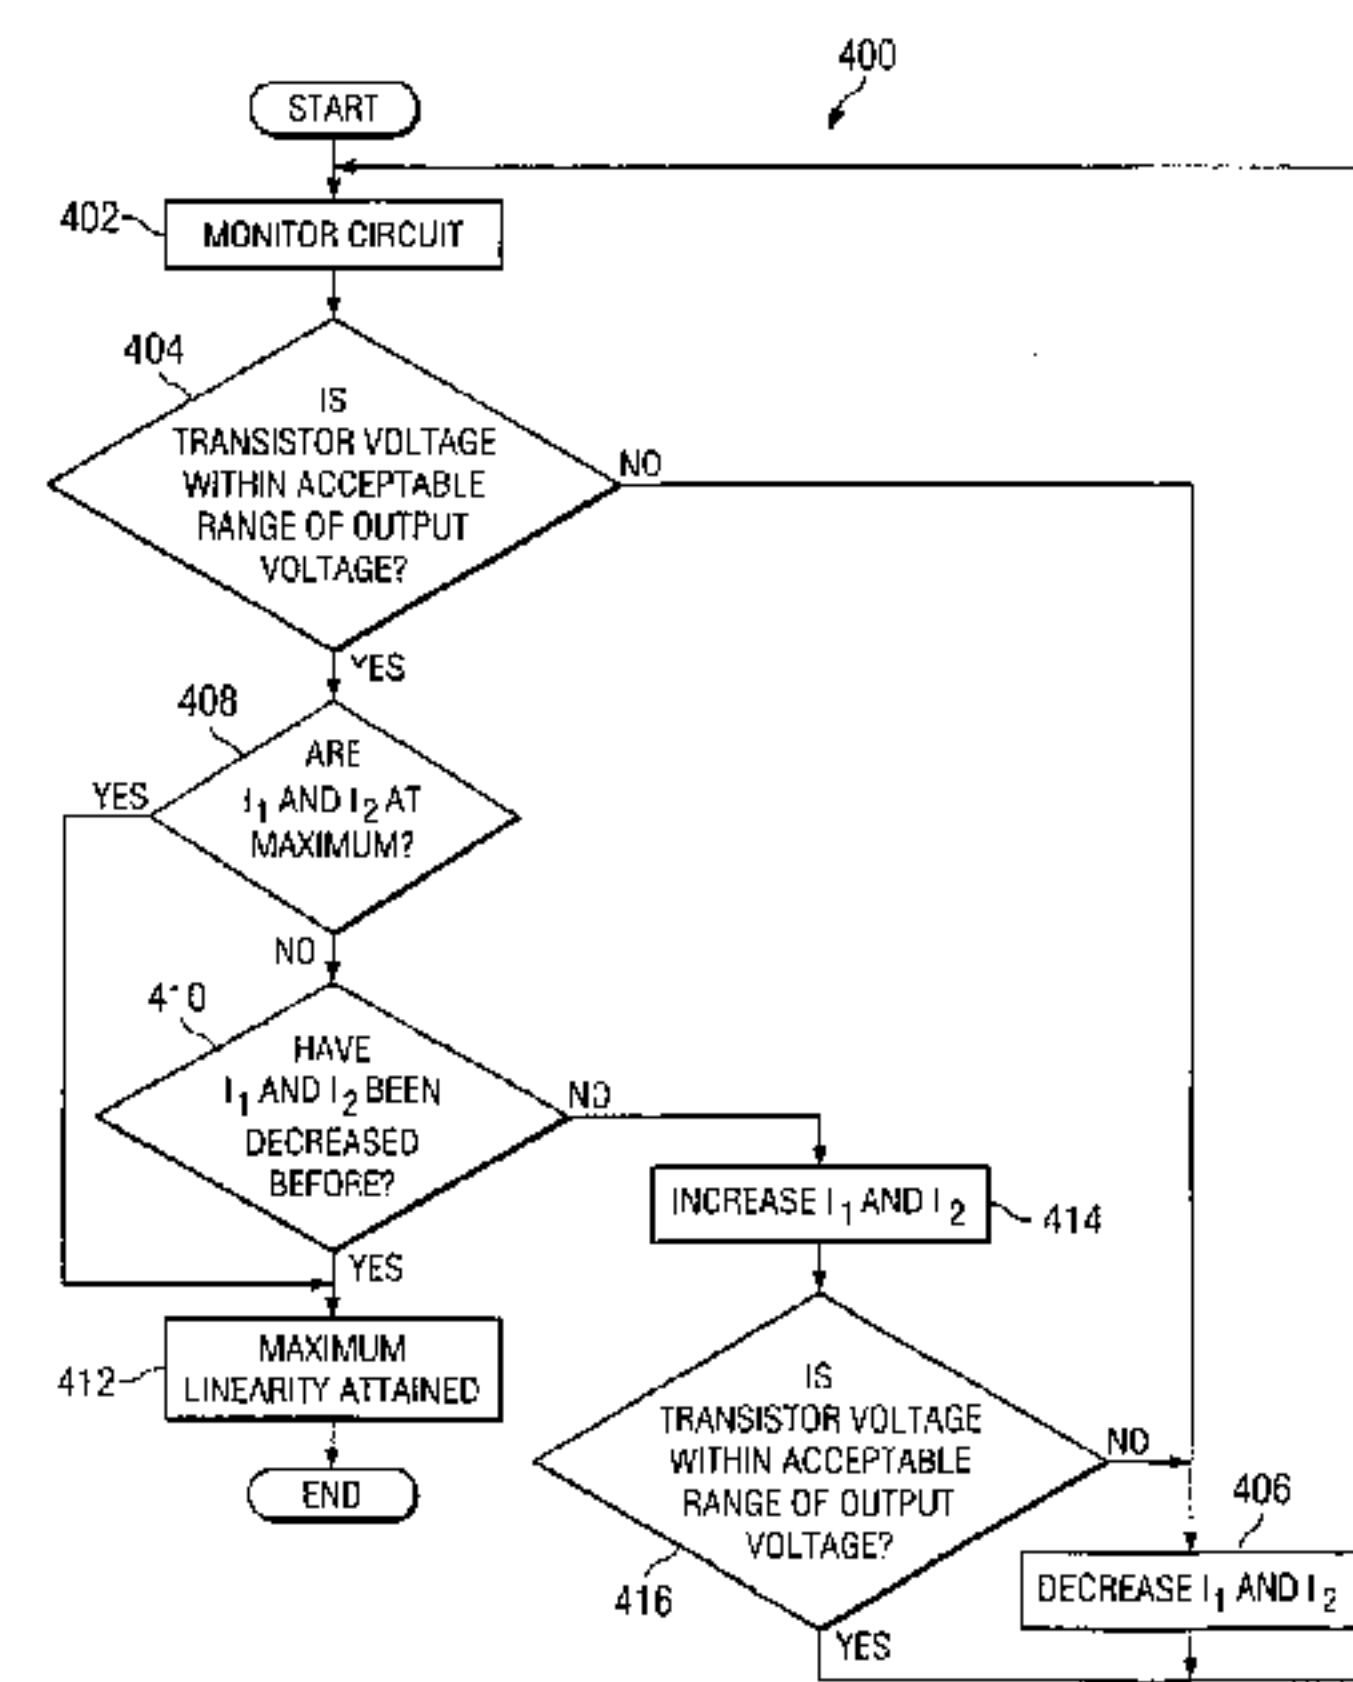 400
START
402
MONITOR CIRCUIT
404
IS
TRANSISTOR VOLTAGE
WITHIN ACCEPTABLE
RANGE OF OUTPUT
VOLTAGE?
NO
YES
408
ARE
I1 AND I2 AT
MAXIMUM?
YES
NO
410
HAVE
I1 AND I2 BEEN
DECREASED
BEFORE?
NO
YES
INCREASE I1 AND I2
414
412
MAXIMUM
LINEARITY ATTAINED
END
IS
TRANSISTOR VOLTAGE
WITHIN ACCEPTABLE
RANGE OF OUTPUT
VOLTAGE?
NO
416
YES
406
DECREASE I1 AND I2